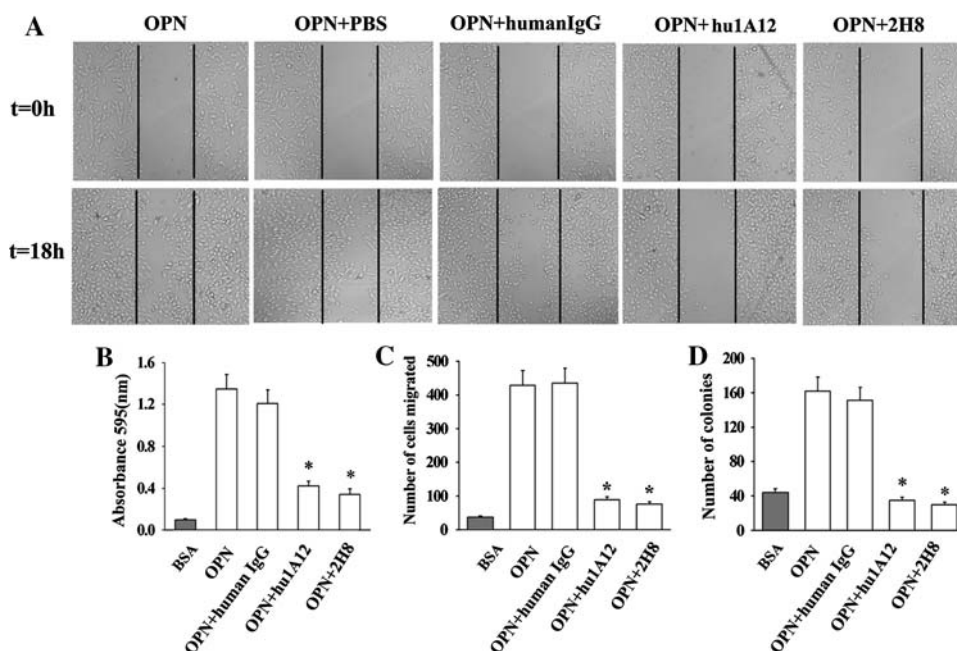 A
OPN OPN+PBS OPN+humanIgG OPN+hu1A12 OPN+2H8
t=0h
t=18h
B
Absorbance 595(nm)
1.6
1.2
0.8
0.4
0.0
* *
BSA
OPN
OPN+human IgG
OPN+hu1A12
OPN+2H8
C
Number of cells migrated
500
400
300
200
100
0
* *
BSA
OPN
OPN+human IgG
OPN+hu1A12
OPN+2H8
D
Number of colonies
200
160
120
80
40
0
* *
BSA
OPN
OPN+human IgG
OPN+hu1A12
OPN+2H8